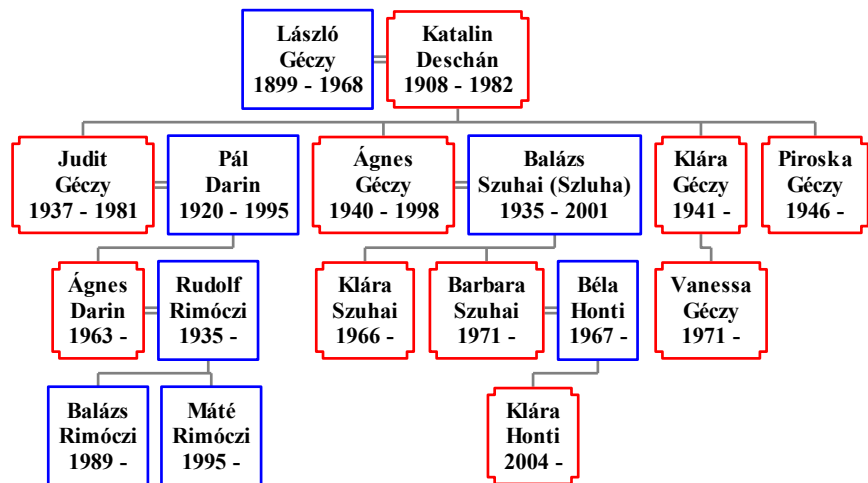 László
Géczy
1899 - 1968
Katalin
Deschán
1908 - 1982
Judit
Géczy
1937 - 1981
Pál
Darin
1920 - 1995
Ágnes
Géczy
1940 - 1998
Balázs
Szuhai (Szluha)
1935 - 2001
Klára
Géczy
1941 -
Piroska
Géczy
1946 -
Ágnes
Darin
1963 -
Rudolf
Rimóczi
1935 -
Klára
Szuhai
1966 -
Barbara
Szuhai
1971 -
Béla
Honti
1967 -
Vanessa
Géczy
1971 -
Balázs
Rimóczi
1989 -
Máté
Rimóczi
1995 -
Klára
Honti
2004 -